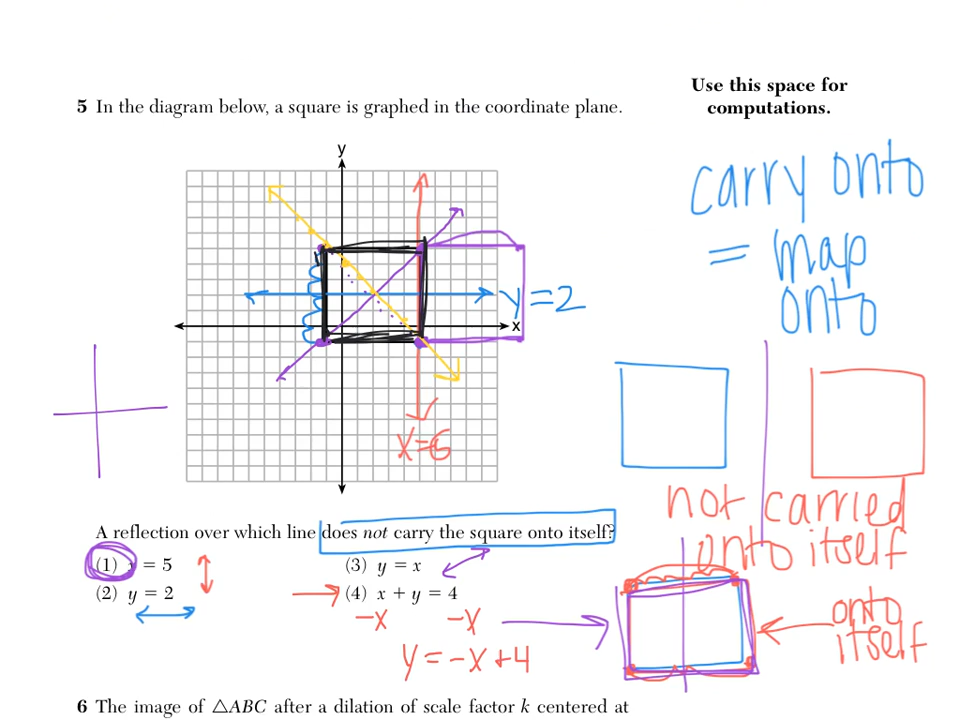 Use this space for
computations.
5 In the diagram below, a square is graphed in the coordinate plane.
carry onto
= map
onto
y
y = 2
x
x = 6
not carried
onto itself
A reflection over which line does not carry the square onto itself?
(1) = 5
(2) y = 2
(3) y = x
(4) x + y = 4
-x -x
y = -x + 4
onto
itself
6 The image of △ABC after a dilation of scale factor k centered at